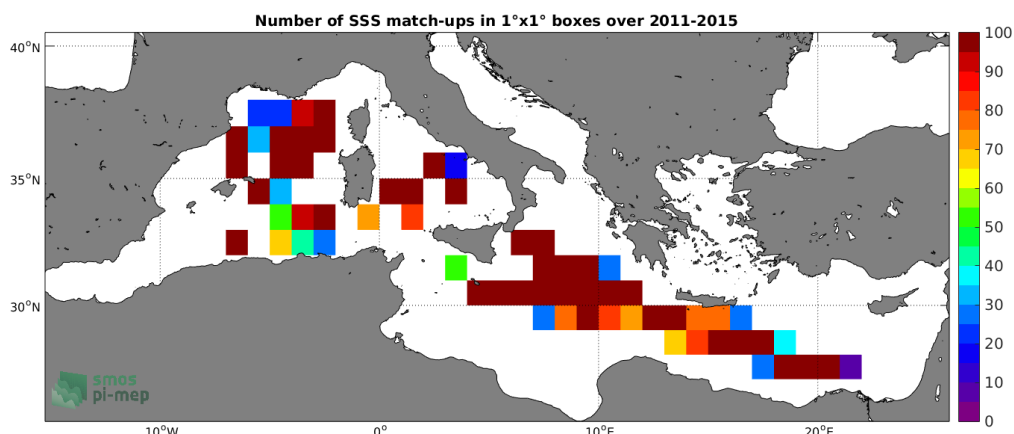 Number of SSS match-ups in 1°x1° boxes over 2011-2015
40°N
35°N
30°N
10°W
0°
10°E
20°E
100
90
80
70
60
50
40
30
20
10
0
smos
pi-mep